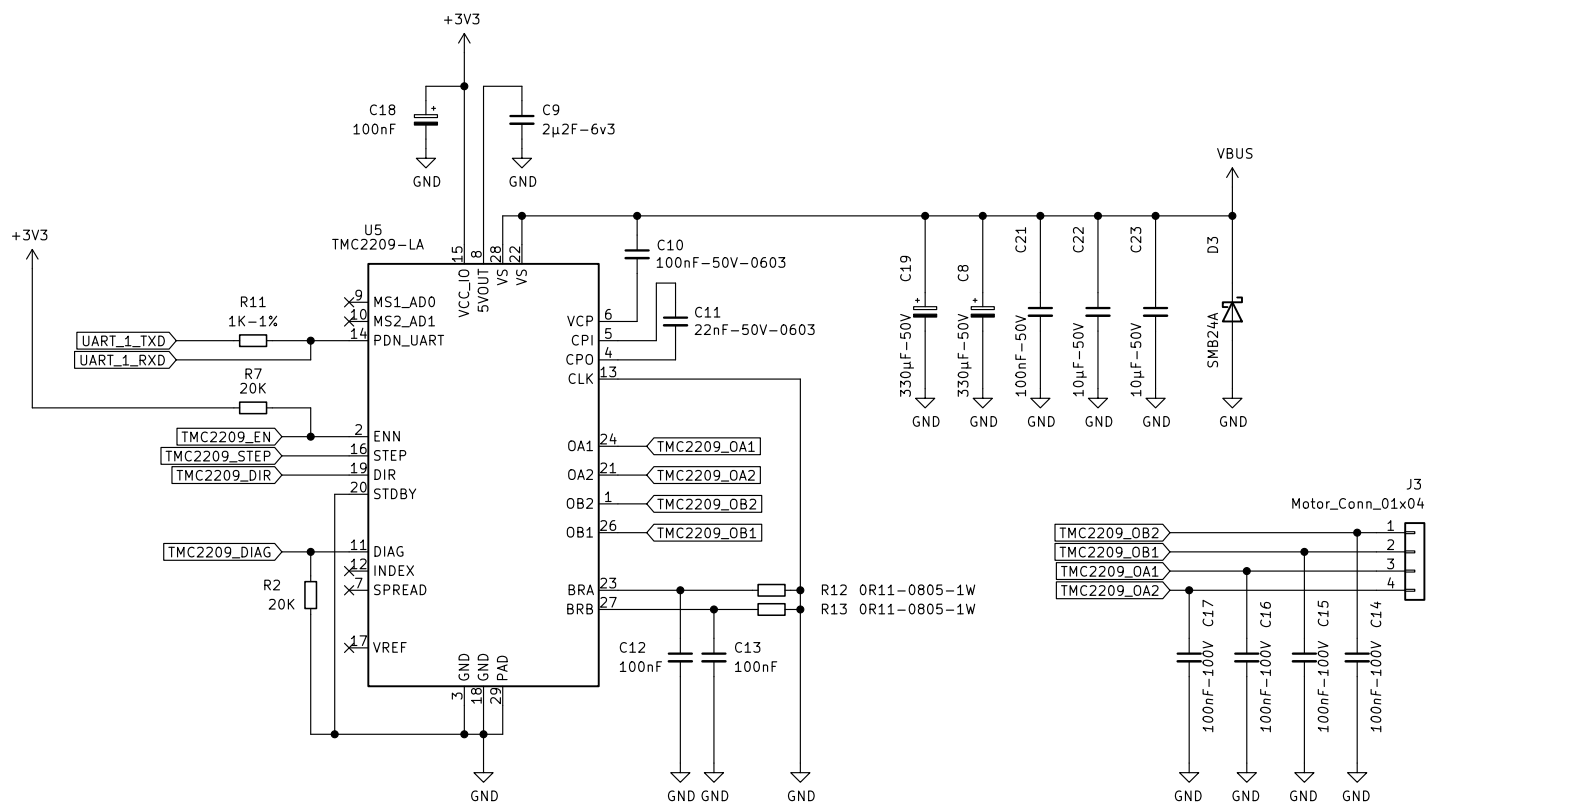 +3V3
C18
+
100nF
GND
C9
2µ2F-6v3
GND
+3V3
U5
TMC2209-LA
15
8
28
22
VCC_IO
5VOUT
VS
VS
9
MS1_AD0
10
MS2_AD1
14
PDN_UART
2
ENN
16
STEP
19
DIR
20
STDBY
11
DIAG
12
INDEX
7
SPREAD
17
VREF
VCP
6
CPI
5
CPO
4
CLK
13
OA1
24
OA2
21
OB2
1
OB1
26
BRA
23
BRB
27
GND
GND
PAD
3
18
29
GND
R11
1K-1%
UART_1_TXD
UART_1_RXD
R7
20K
TMC2209_EN
TMC2209_STEP
TMC2209_DIR
TMC2209_DIAG
R2
20K
C10
100nF-50V-0603
C11
22nF-50V-0603
TMC2209_OA1
TMC2209_OA2
TMC2209_OB2
TMC2209_OB1
R12 0R11-0805-1W
R13 0R11-0805-1W
C12
100nF
C13
100nF
GND
GND
GND
VBUS
C19
+
330µF-50V
GND
C8
+
330µF-50V
GND
C21
100nF-50V
GND
C22
10µF-50V
GND
C23
10µF-50V
GND
D3
SMB24A
GND
J3
Motor_Conn_01x04
TMC2209_OB2
1
TMC2209_OB1
2
TMC2209_OA1
3
TMC2209_OA2
4
C17
100nF-100V
GND
C16
100nF-100V
GND
C15
100nF-100V
GND
C14
100nF-100V
GND